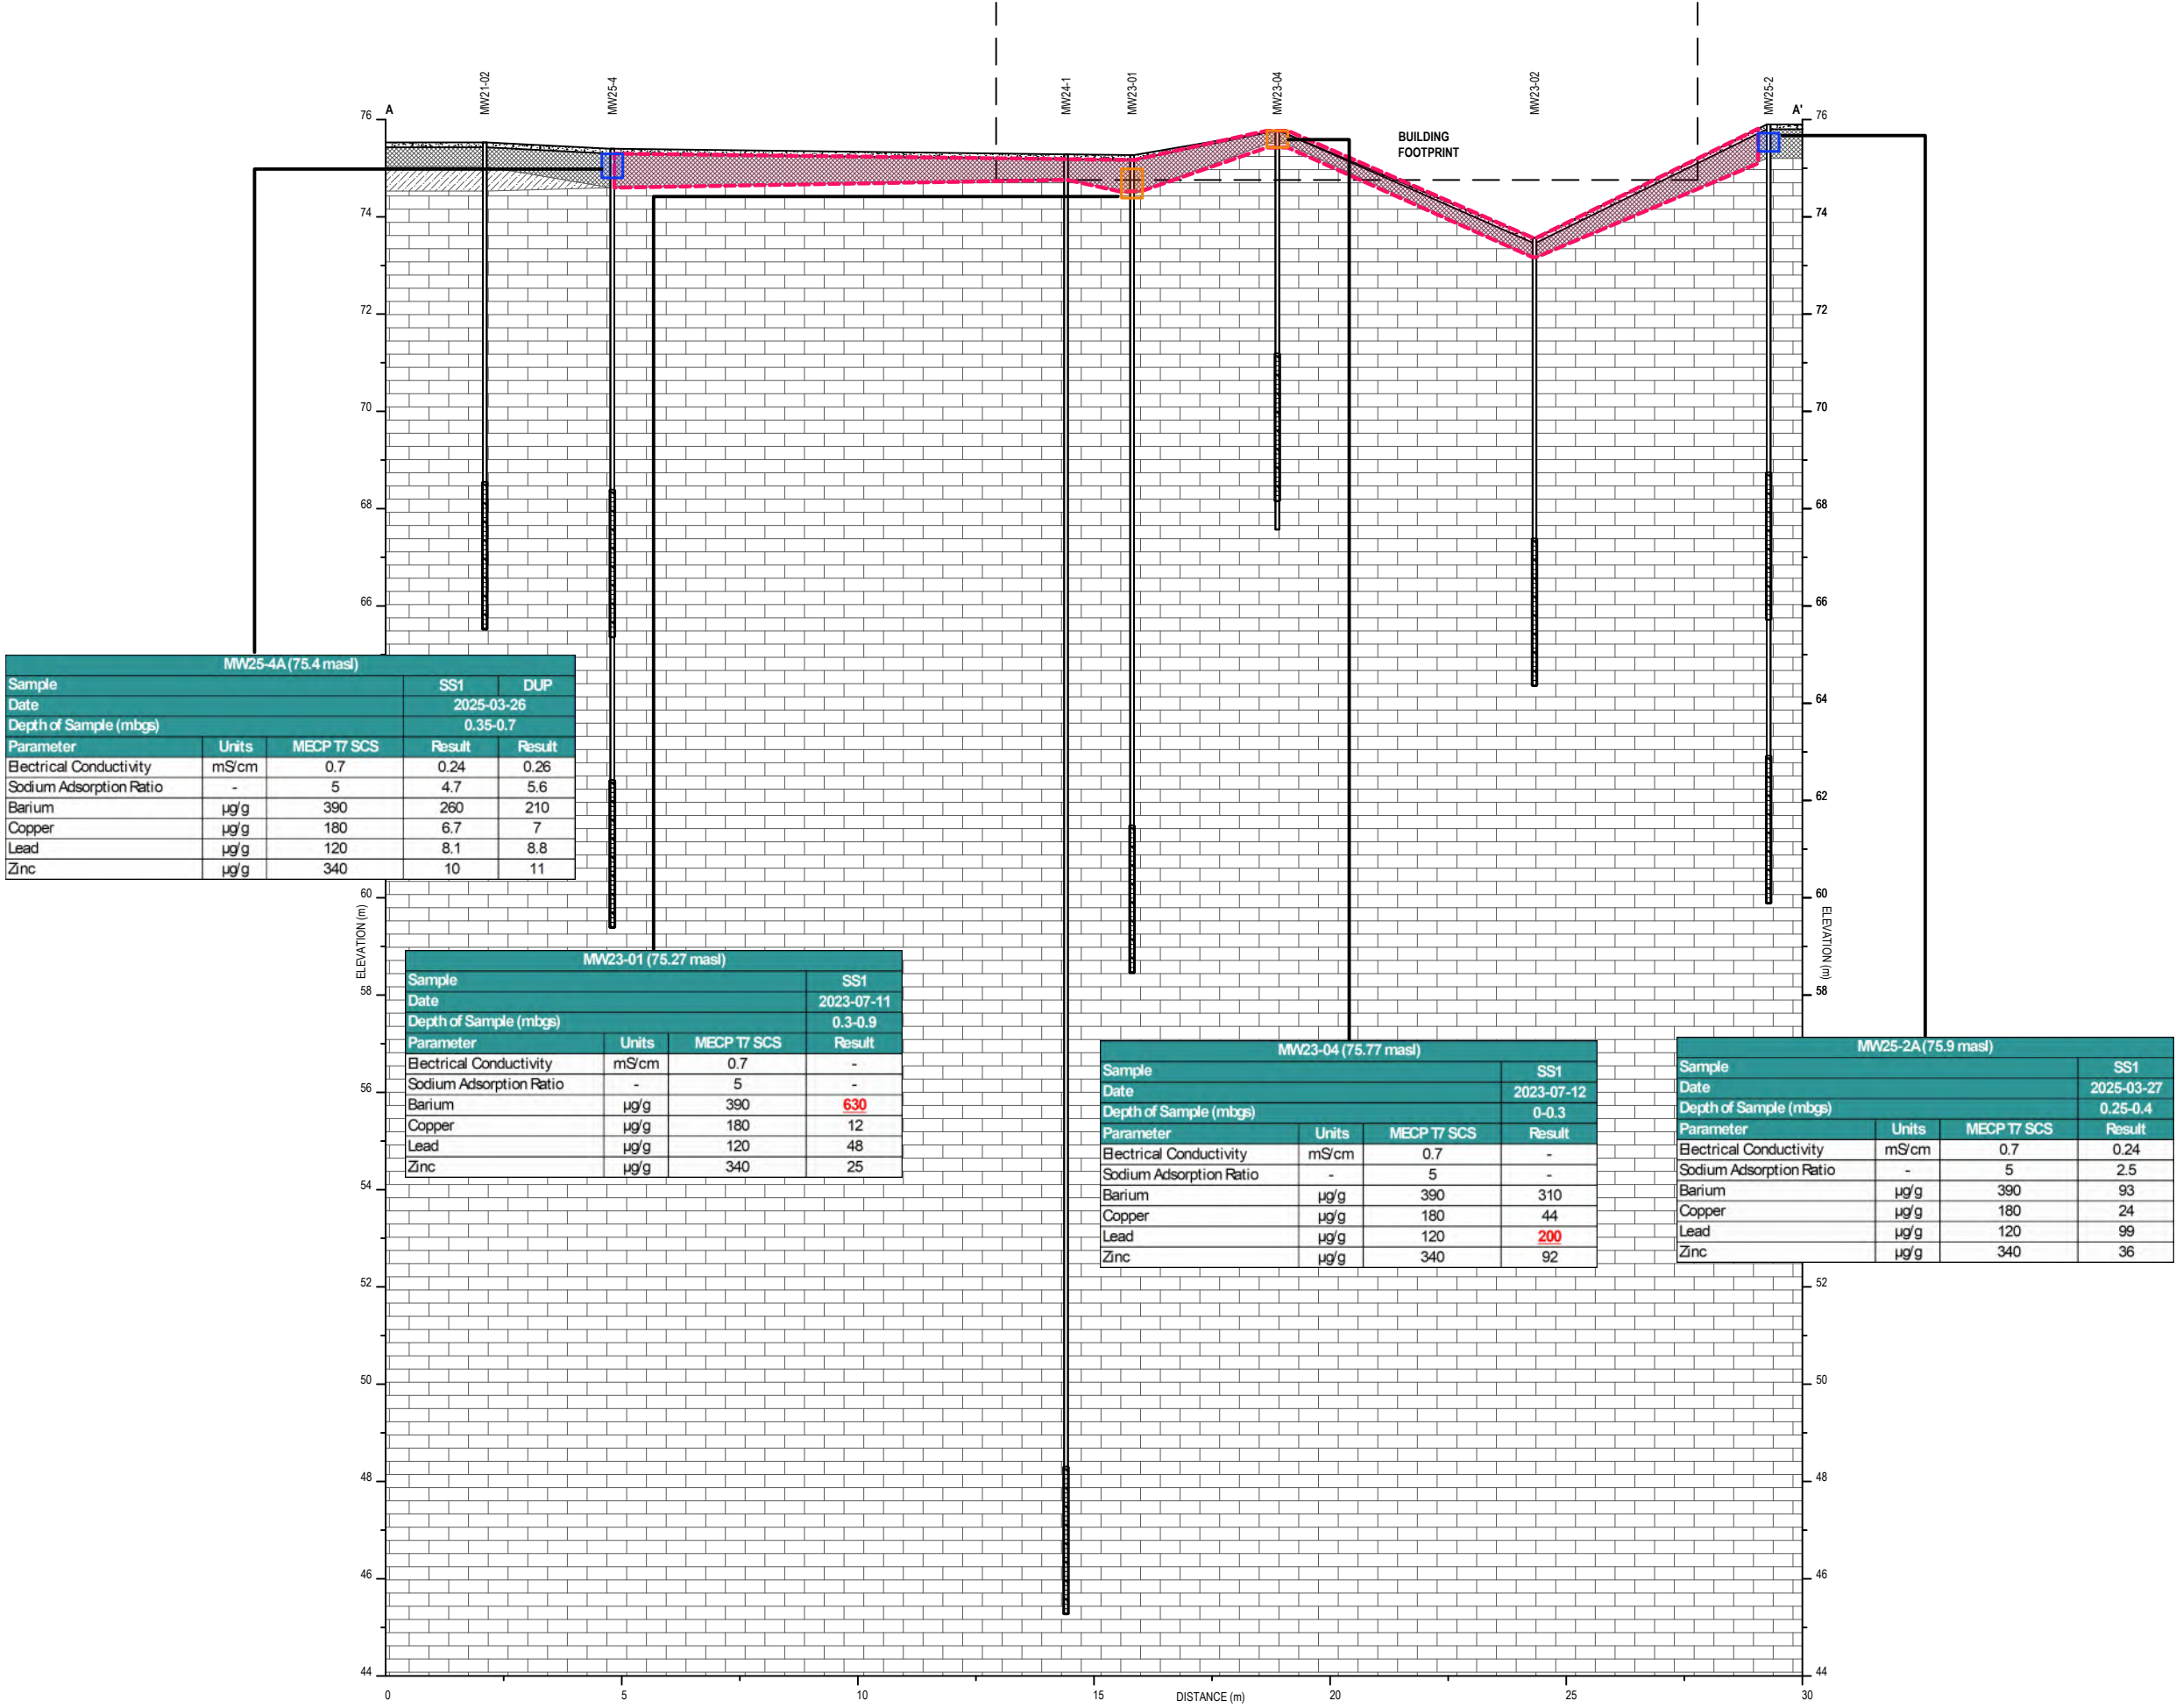 MW21-02
MW25-4
MW24-1
MW23-01
MW23-04
MW23-02
MW25-2
A
A'
BUILDING
FOOTPRINT
76
74
72
70
68
66
60
58
56
54
52
50
48
46
44
ELEVATION (m)
76
74
72
70
68
66
64
62
60
58
52
50
48
46
44
ELEVATION (m)
0
5
10
15
20
25
30
DISTANCE (m)
MW25-4A (75.4 masl)
Sample SS1 DUP
Date 2025-03-26
Depth of Sample (mbgs) 0.35-0.7
Parameter Units MECP T7 SCS Result Result
Electrical Conductivity mS/cm 0.7 0.24 0.26
Sodium Adsorption Ratio - 5 4.7 5.6
Barium µg/g 390 260 210
Copper µg/g 180 6.7 7
Lead µg/g 120 8.1 8.8
Zinc µg/g 340 10 11
MW23-01 (75.27 masl)
Sample SS1
Date 2023-07-11
Depth of Sample (mbgs) 0.3-0.9
Parameter Units MECP T7 SCS Result
Electrical Conductivity mS/cm 0.7 -
Sodium Adsorption Ratio - 5 -
Barium µg/g 390 630
Copper µg/g 180 12
Lead µg/g 120 48
Zinc µg/g 340 25
MW23-04 (75.77 masl)
Sample SS1
Date 2023-07-12
Depth of Sample (mbgs) 0-0.3
Parameter Units MECP T7 SCS Result
Electrical Conductivity mS/cm 0.7 -
Sodium Adsorption Ratio - 5 -
Barium µg/g 390 310
Copper µg/g 180 44
Lead µg/g 120 200
Zinc µg/g 340 92
MW25-2A (75.9 masl)
Sample SS1
Date 2025-03-27
Depth of Sample (mbgs) 0.25-0.4
Parameter Units MECP T7 SCS Result
Electrical Conductivity mS/cm 0.7 0.24
Sodium Adsorption Ratio - 5 2.5
Barium µg/g 390 93
Copper µg/g 180 24
Lead µg/g 120 99
Zinc µg/g 340 36